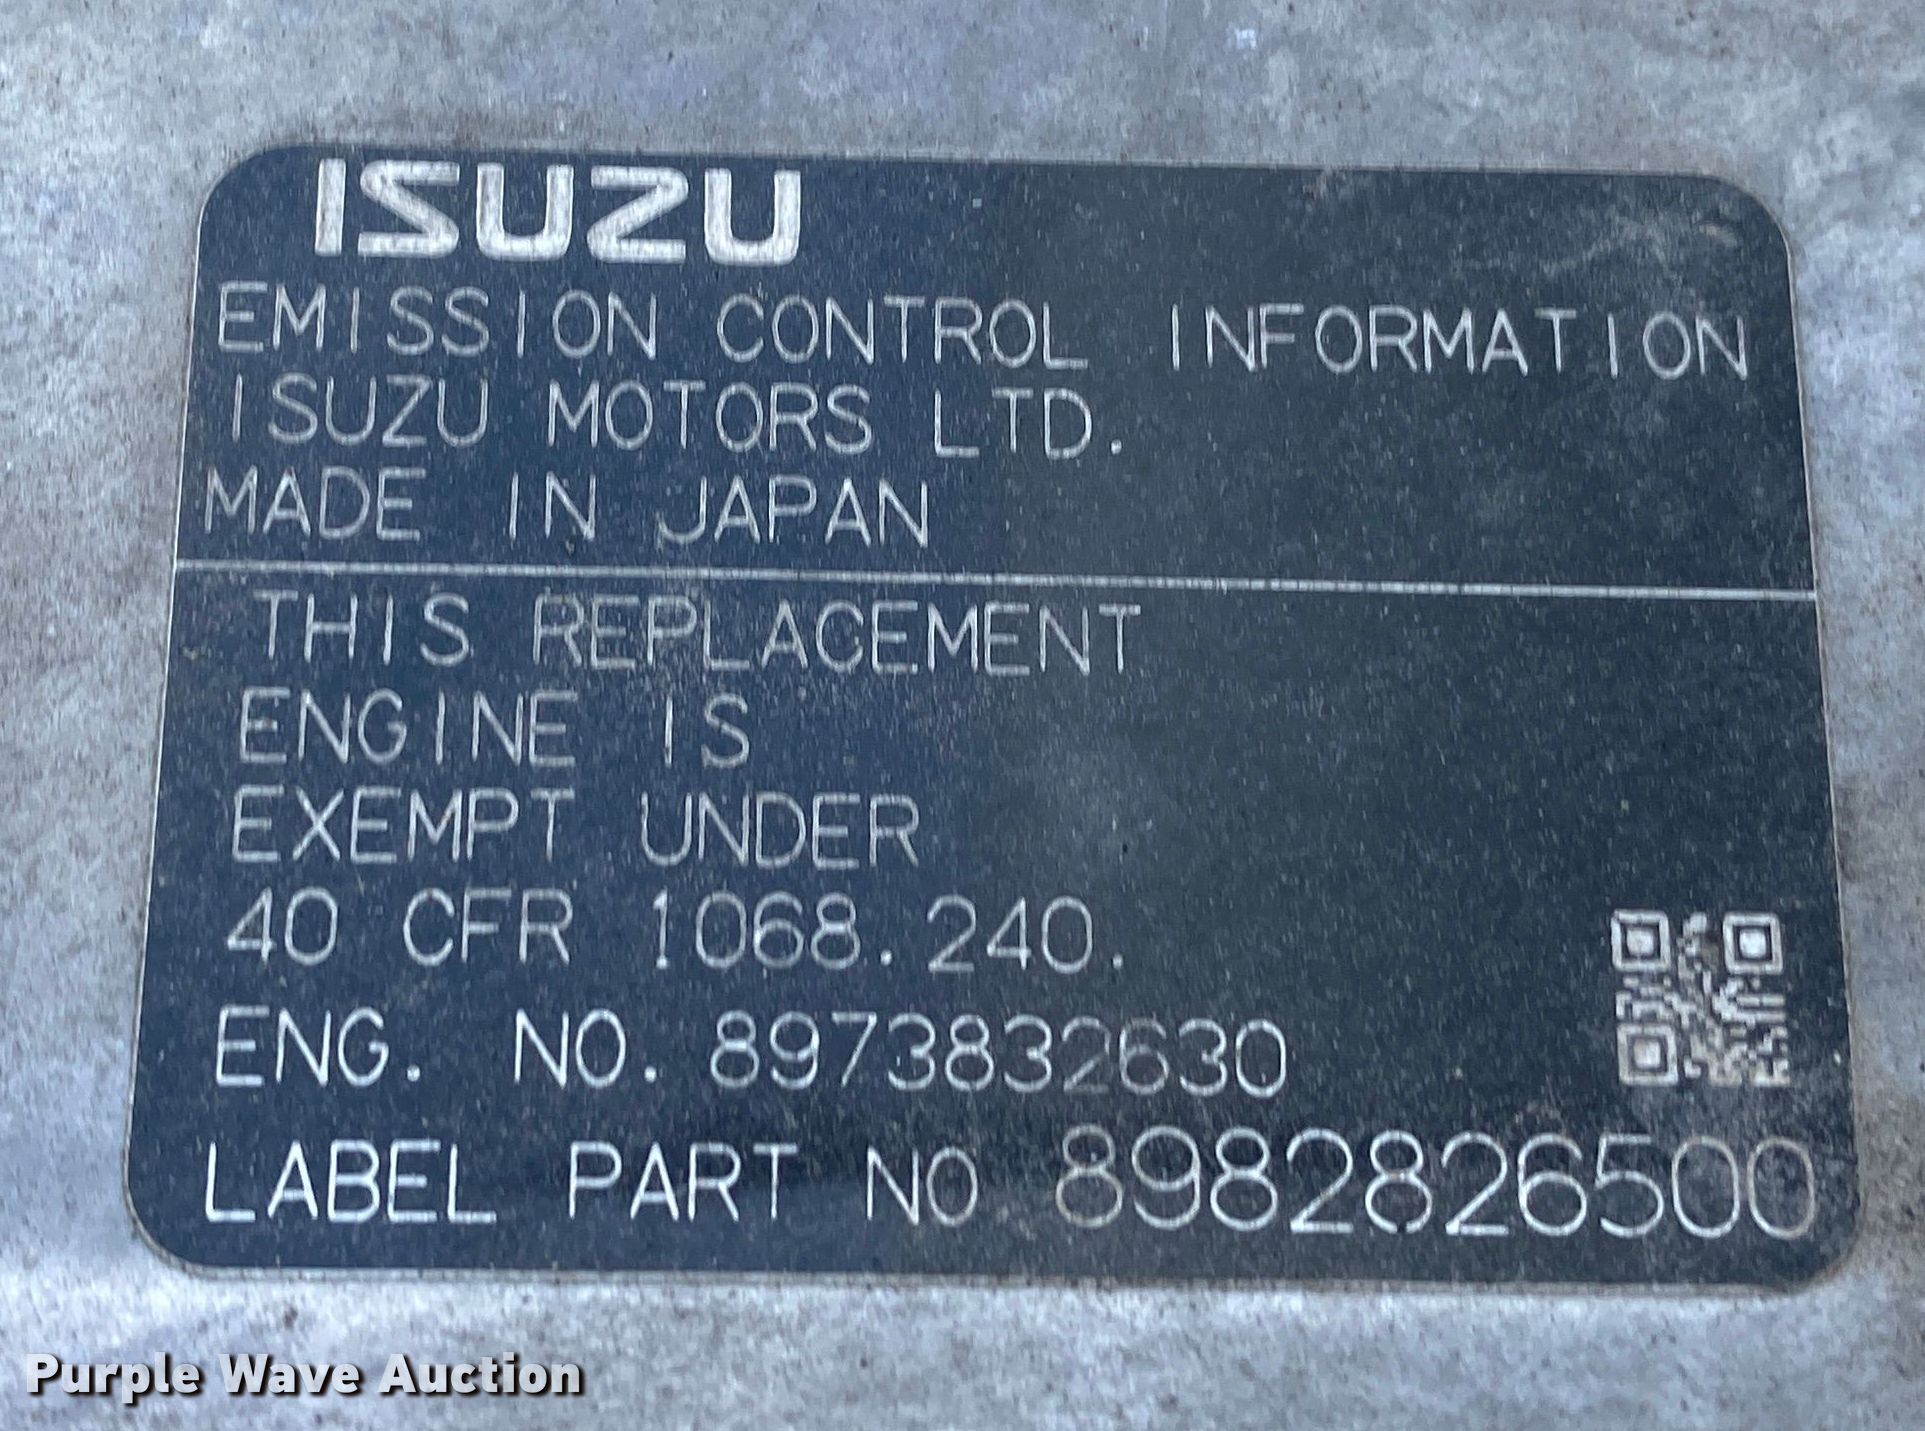 ISUZU
EMISSION CONTROL INFORMATION
ISUZU MOTORS LTD.
MADE IN JAPAN
THIS REPLACEMENT
ENGINE IS
EXEMPT UNDER
40 CFR 1068.240.
ENG. NO. 8973832630
LABEL PART NO 8982826500
Purple Wave Auction